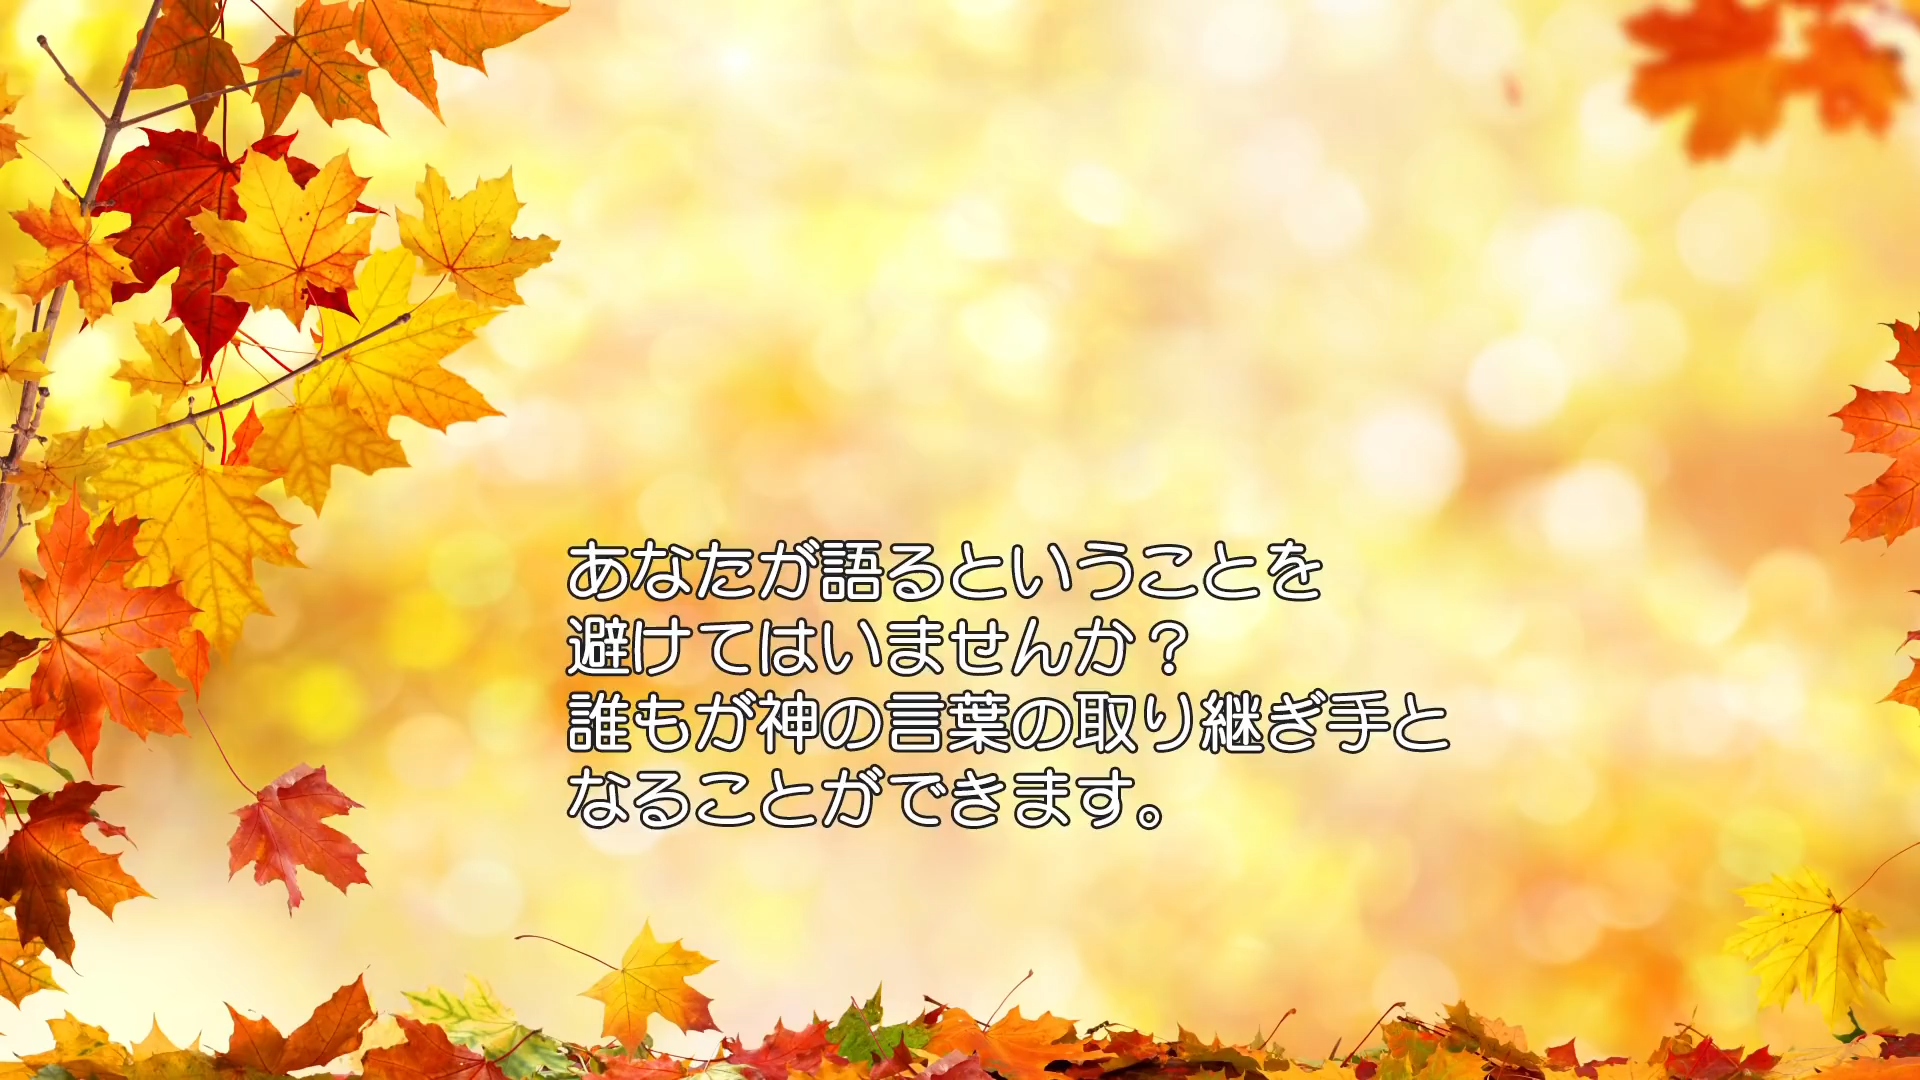 あなたが語るということを
避けてはいませんか？
誰もが神の言葉の取り継ぎ手と
なることができます。